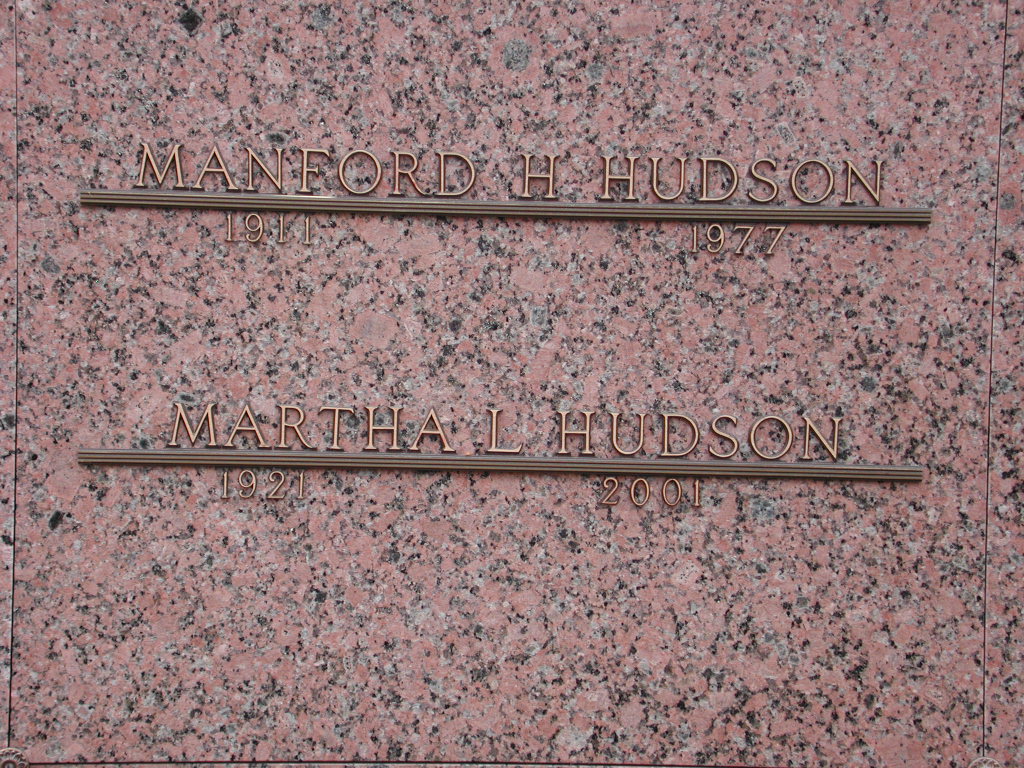 MANFORD H HUDSON
1911 1977
MARTHA L HUDSON
1921 2001